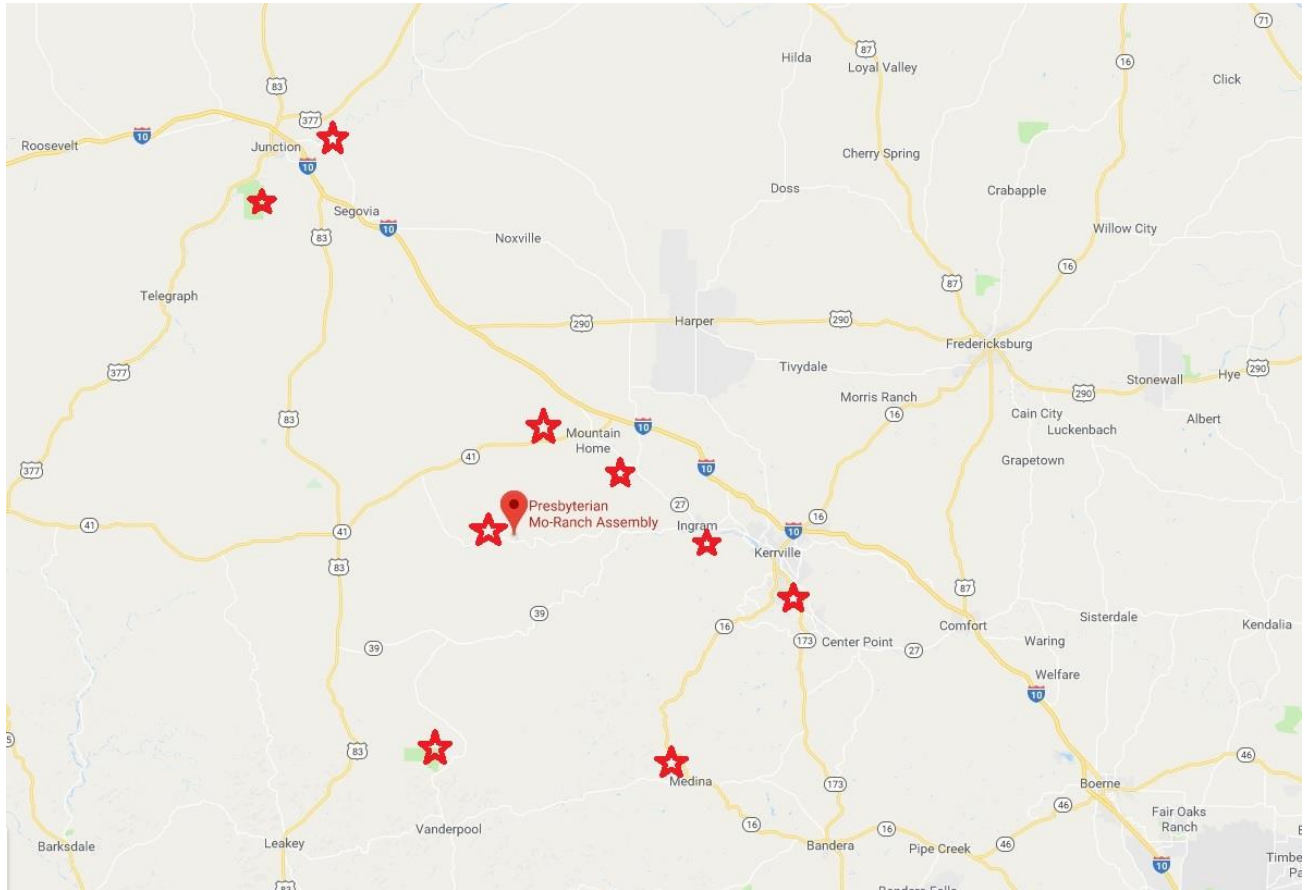 71
87
Hilda
Loyal Valley
16
Click
83
377
Roosevelt
10
Junction
10
Cherry Spring
Doss
Crabapple
Segovia
10
83
Noxville
Willow City
16
87
Telegraph
290
Harper
290
Fredericksburg
377
Tivydale
Stonewall
Hye
290
290
Morris Ranch
16
Cain City
Luckenbach
Albert
83
Mountain
Home
10
41
10
Grapetown
377
27
Presbyterian
Mo-Ranch Assembly
16
41
41
Ingram
10
Kerrville
83
87
39
16
Comfort
Sisterdale
Kendalia
39
173
Center Point
27
Waring
Welfare
10
83
46
46
Medina
173
Boerne
46
Fair Oaks
Ranch
Vanderpool
16
16
Barksdale
Leakey
Bandera
Pipe Creek
10
83